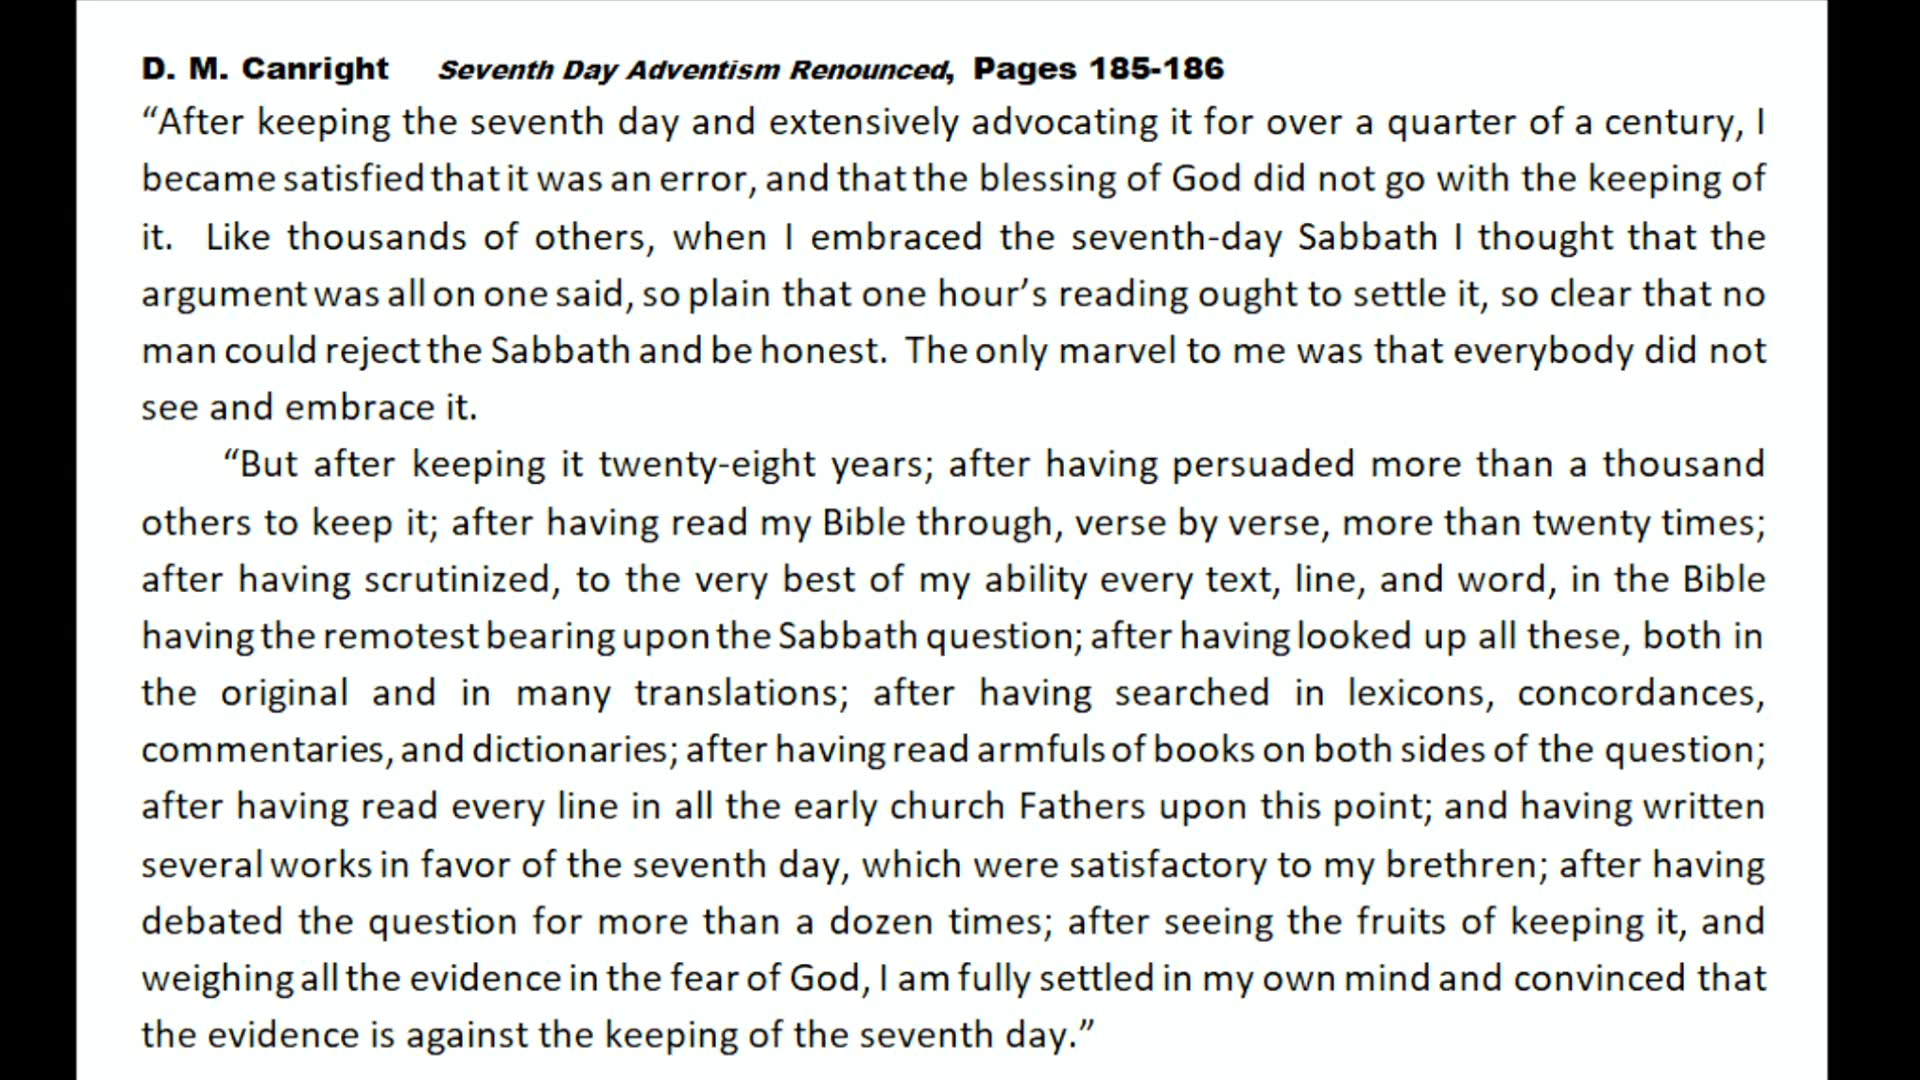 D. M. Canright Seventh Day Adventism Renounced, Pages 185-186
“After keeping the seventh day and extensively advocating it for over a quarter of a century, I
became satisfied that it was an error, and that the blessing of God did not go with the keeping of
it. Like thousands of others, when I embraced the seventh-day Sabbath I thought that the
argument was all on one said, so plain that one hour’s reading ought to settle it, so clear that no
man could reject the Sabbath and be honest. The only marvel to me was that everybody did not
see and embrace it.
“But after keeping it twenty-eight years; after having persuaded more than a thousand
others to keep it; after having read my Bible through, verse by verse, more than twenty times;
after having scrutinized, to the very best of my ability every text, line, and word, in the Bible
having the remotest bearing upon the Sabbath question; after having looked up all these, both in
the original and in many translations; after having searched in lexicons, concordances,
commentaries, and dictionaries; after having read armfuls of books on both sides of the question;
after having read every line in all the early church Fathers upon this point; and having written
several works in favor of the seventh day, which were satisfactory to my brethren; after having
debated the question for more than a dozen times; after seeing the fruits of keeping it, and
weighing all the evidence in the fear of God, I am fully settled in my own mind and convinced that
the evidence is against the keeping of the seventh day.”